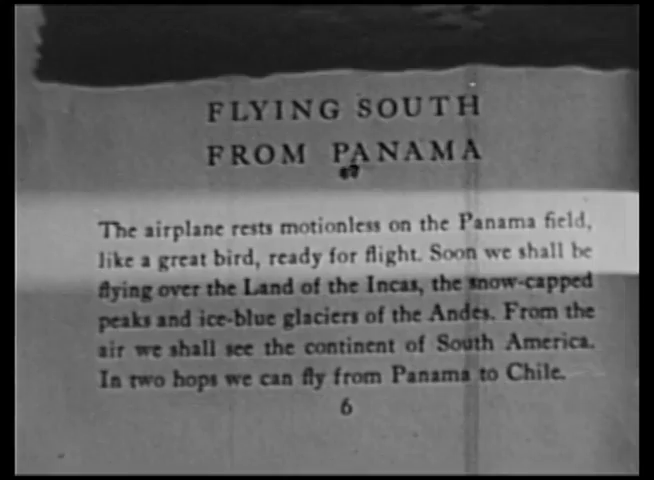 FLYING SOUTH
FROM PANAMA
The airplane rests motionless on the Panama field,
like a great bird, ready for flight. Soon we shall be
flying over the Land of the Incas, the snow-capped
peaks and ice-blue glaciers of the Andes. From the
air we shall see the continent of South America.
In two hops we can fly from Panama to Chile.
6